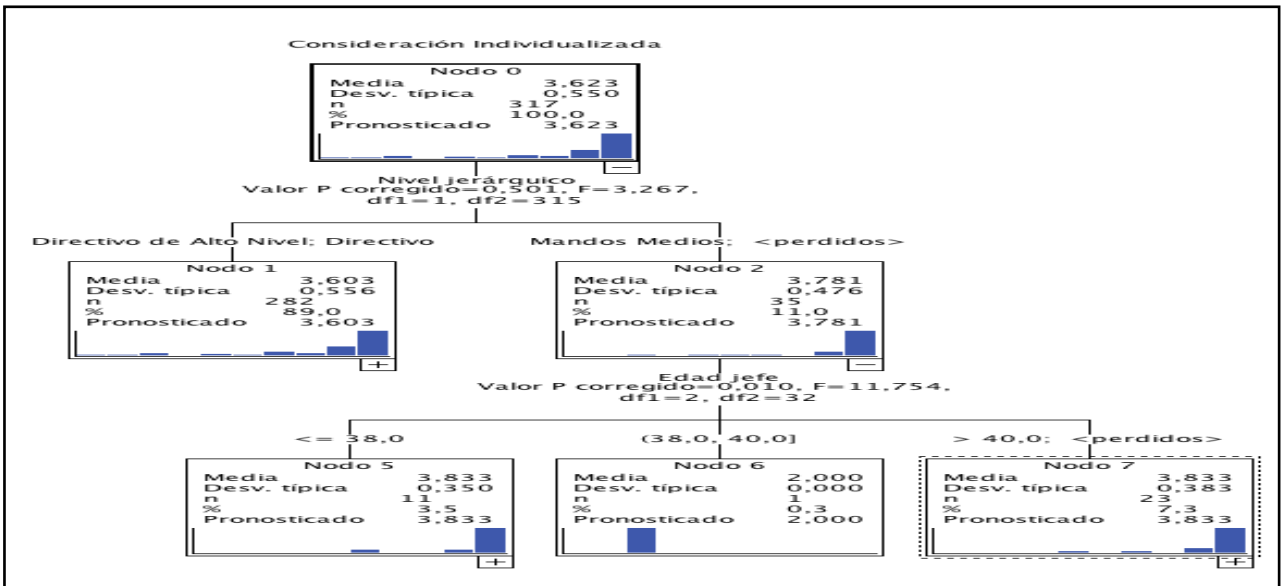 Consideración Individualizada
Nodo 0
Media 3,623
Desv. típica 0,550
n 317
% 100,0
Pronosticado 3,623
Nivel jerárquico
Valor P corregido=0,501, F=3,267,
df1=1, df2=315
Directivo de Alto Nivel; Directivo
Mandos Medios; <perdidos>
Nodo 1
Media 3,603
Desv. típica 0,556
n 282
% 89,0
Pronosticado 3,603
Nodo 2
Media 3,781
Desv. típica 0,476
n 35
% 11,0
Pronosticado 3,781
Edad jefe
Valor P corregido=0,010, F=11,754,
df1=2, df2=32
<= 38,0
(38,0, 40,0]
> 40,0; <perdidos>
Nodo 5
Media 3,833
Desv. típica 0,350
n 11
% 3,5
Pronosticado 3,833
Nodo 6
Media 2,000
Desv. típica 0,000
n 1
% 0,3
Pronosticado 2,000
Nodo 7
Media 3,833
Desv. típica 0,383
n 23
% 7,3
Pronosticado 3,833